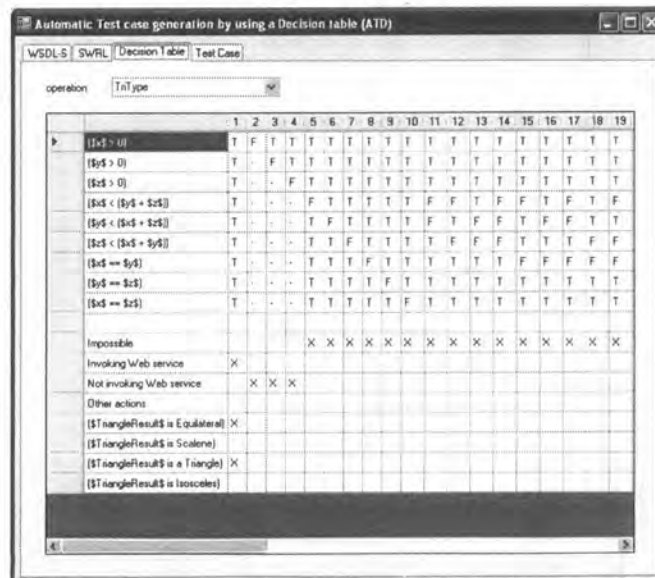 Automatic Test case generation by using a Decision table (ATD)
WSDL-S SWRL Decision Table Test Case
operation TriType
1 2 3 4 5 6 7 8 9 10 11 12 13 14 15 16 17 18 19
($x$ > 0) T F T T T T T T T T T T T T T T T T T
($y$ > 0) T - F T T T T T T T T T T T T T T T T
($z$ > 0) T - - F T T T T T T T T T T T T T T T
($x$ < ($y$ + $z$)) T - - - F T T T T T F F T F F T F T F
($y$ < ($x$ + $z$)) T - - - T F T T T T F T F F T F F T T
($z$ < ($x$ + $y$)) T - - - T T F T T T T F F F T T T F F
($x$ == $y$) T - - - T T T F T T T T T T F F F F F
($y$ == $z$) T - - - T T T T F T T T T T T T T T T
($x$ == $z$) T - - - T T T T T F T T T T T T T T T
Impossible X X X X X X X X X X X X X X X
Invoking Web service X
Not invoking Web service X X X
Other actions
($TriangleResult$ is Equilateral) X
($TriangleResult$ is Scalene)
($TriangleResult$ is a Triangle) X
($TriangleResult$ is Isosceles)